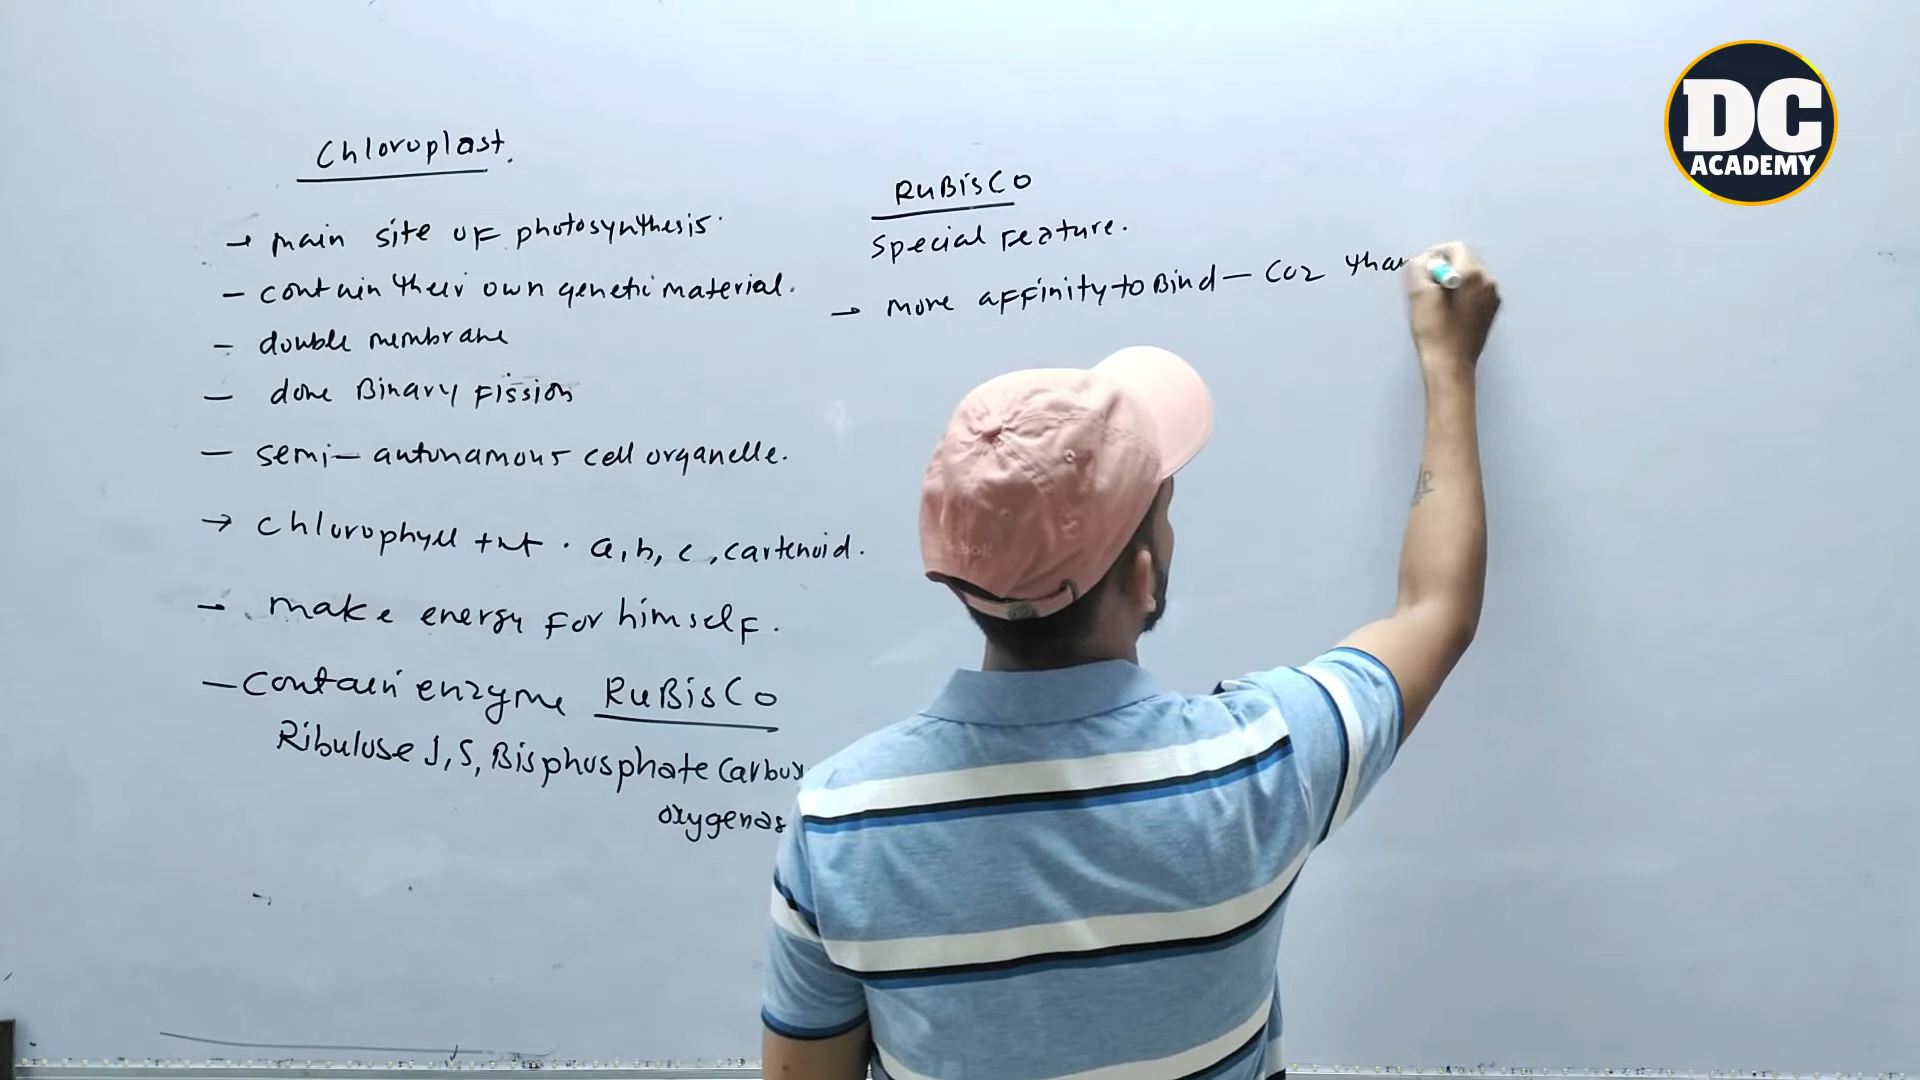 Chloroplast.
→ main site of photosynthesis.
- contain their own genetic material.
- double membrane
- done Binary Fission
- semi-autonamous cell organelle.
→ chlorophyll . a, b, c, cartenoid.
→ make energy for himself.
- contain enzyme RuBisCo
Ribulose 1,5, Bisphosphate Carbox
oxygenas
RuBisCO
Special Feature.
→ more affinity to Bind - CO2 than
DC
ACADEMY